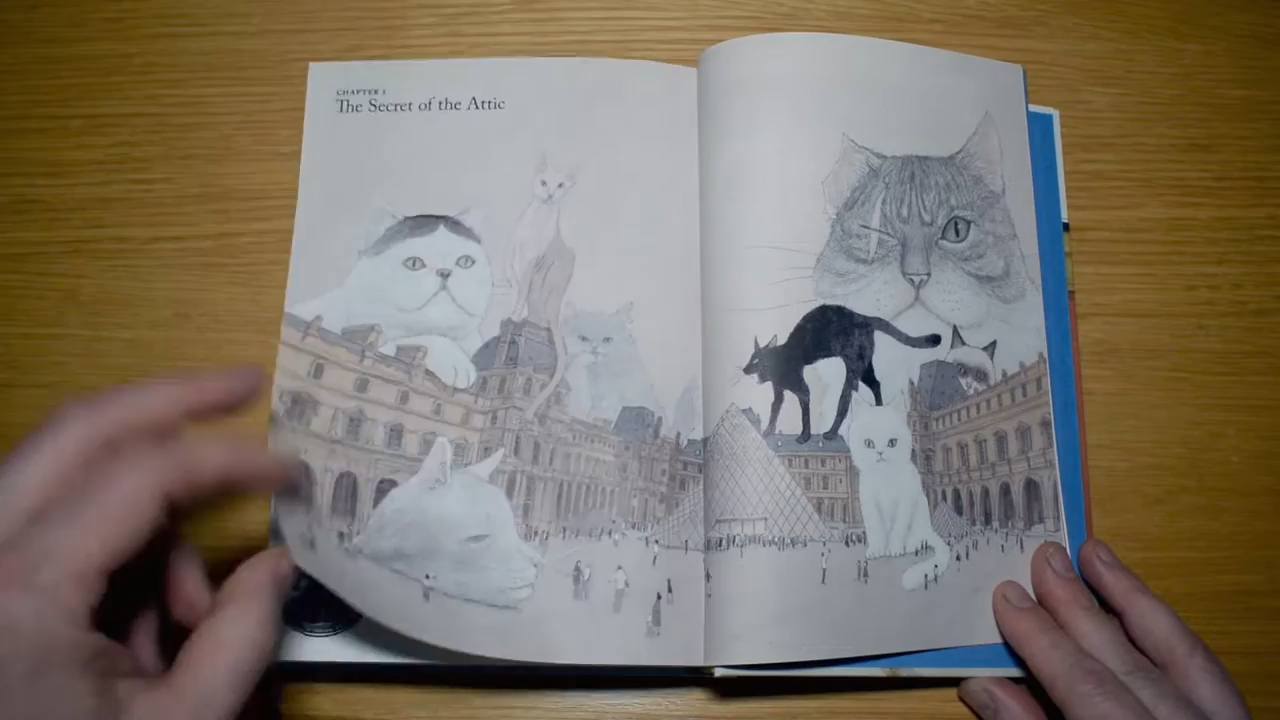 CHAPTER 1
The Secret of the Attic